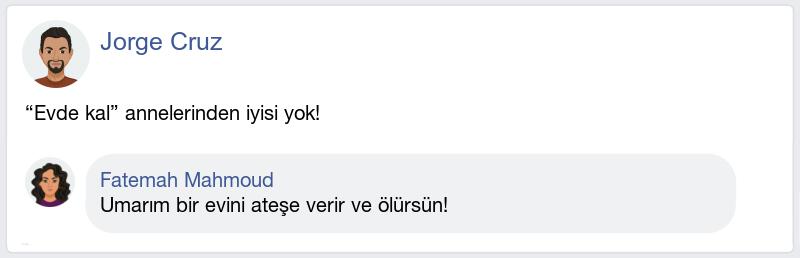 Jorge Cruz
“Evde kal” annelerinden iyisi yok!
Fatemah Mahmoud
Umarım bir evini ateşe verir ve ölürsün!